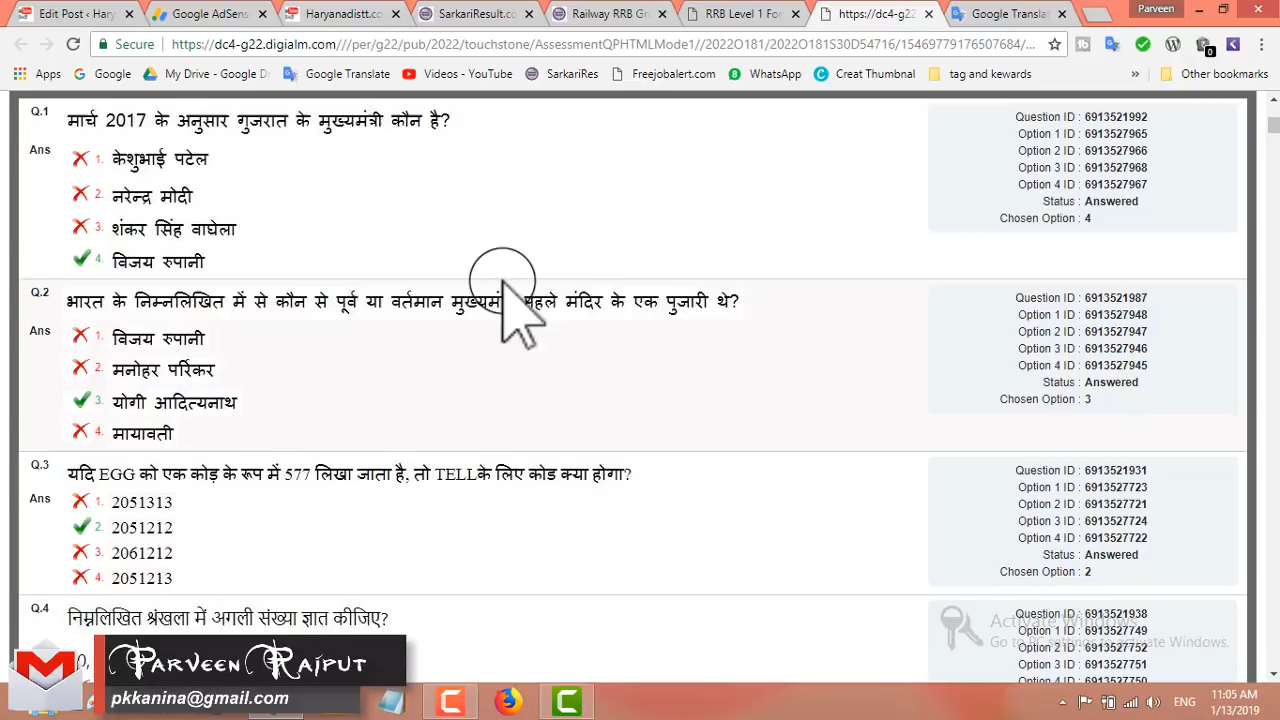 Edit Post ‹ Hary
Google AdSens
Haryanadistt.co
SarkariResult.c
Railway RRB Gr
RRB Level 1 For
https://dc4-g22
Google Transla
Parveen
Secure
https://dc4-g22.digialm.com///per/g22/pub/2022/touchstone/AssessmentQPHTMLMode1//2022O181/2022O181S30D54716/15469779176507684/...
Apps
Google
My Drive - Google D
Google Translate
Videos - YouTube
SarkariRes
Freejobalert.com
WhatsApp
Creat Thumbnal
tag and kewards
»
Other bookmarks
Q.1 मार्च 2017 के अनुसार गुजरात के मुख्यमंत्री कौन है?
Ans
1. केशुभाई पटेल
2. नरेन्द्र मोदी
3. शंकर सिंह वाघेला
4. विजय रुपानी
Question ID : 6913521992
Option 1 ID : 6913527965
Option 2 ID : 6913527966
Option 3 ID : 6913527968
Option 4 ID : 6913527967
Status : Answered
Chosen Option : 4
Q.2 भारत के निम्नलिखित में से कौन से पूर्व या वर्तमान मंदिर के एक पुजारी थे?
Ans
1. विजय रुपानी
2. मनोहर पर्रिकर
3. योगी आदित्यनाथ
4. मायावती
Question ID : 6913521987
Option 1 ID : 6913527948
Option 2 ID : 6913527947
Option 3 ID : 6913527946
Option 4 ID : 6913527945
Status : Answered
Chosen Option : 3
Q.3 यदि EGG को एक कोड़ के रूप में 577 लिखा जाता है, तो TELLके लिए कोड क्या होगा?
Ans
1. 2051313
2. 2051212
3. 2061212
4. 2051213
Question ID : 6913521931
Option 1 ID : 6913527723
Option 2 ID : 6913527721
Option 3 ID : 6913527724
Option 4 ID : 6913527722
Status : Answered
Chosen Option : 2
Q.4 निम्नलिखित श्रंखला में अगली संख्या ज्ञात कीजिए?
Question ID : 6913521938
Option 1 ID : 6913527749
Option 2 ID : 6913527752
Option 3 ID : 6913527751
Option 4 ID : 6913527750
Activate Windows
Go to PC settings to activate Windows.
Parveen Rajput
pkkanina@gmail.com
ENG
11:05 AM
1/13/2019